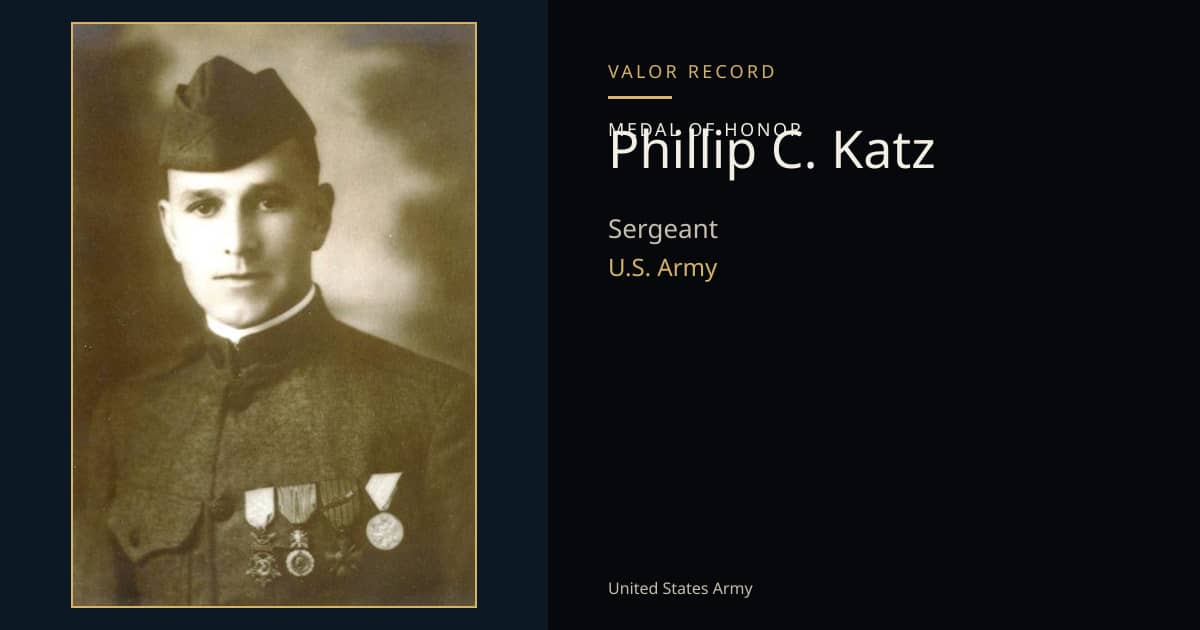 VALOR RECORD
MEDAL OF HONOR
Phillip C. Katz
Sergeant
U.S. Army
United States Army